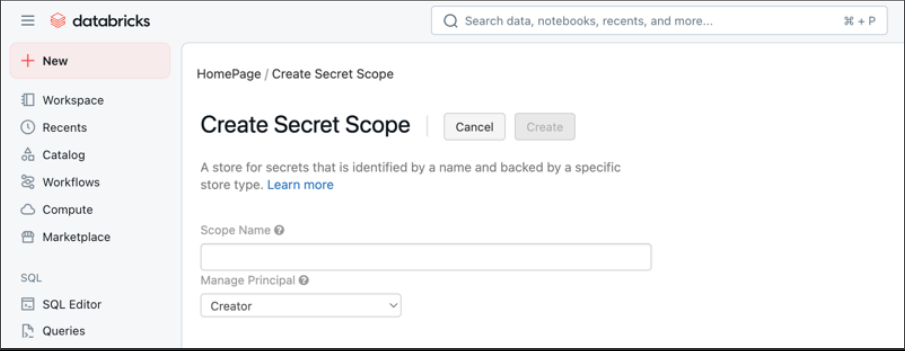 databricks
Search data, notebooks, recents, and more...
⌘ + P
New
Workspace
Recents
Catalog
Workflows
Compute
Marketplace
SQL
SQL Editor
Queries
HomePage / Create Secret Scope
Create Secret Scope
Cancel
Create
A store for secrets that is identified by a name and backed by a specific
store type. Learn more
Scope Name ?
Manage Principal ?
Creator